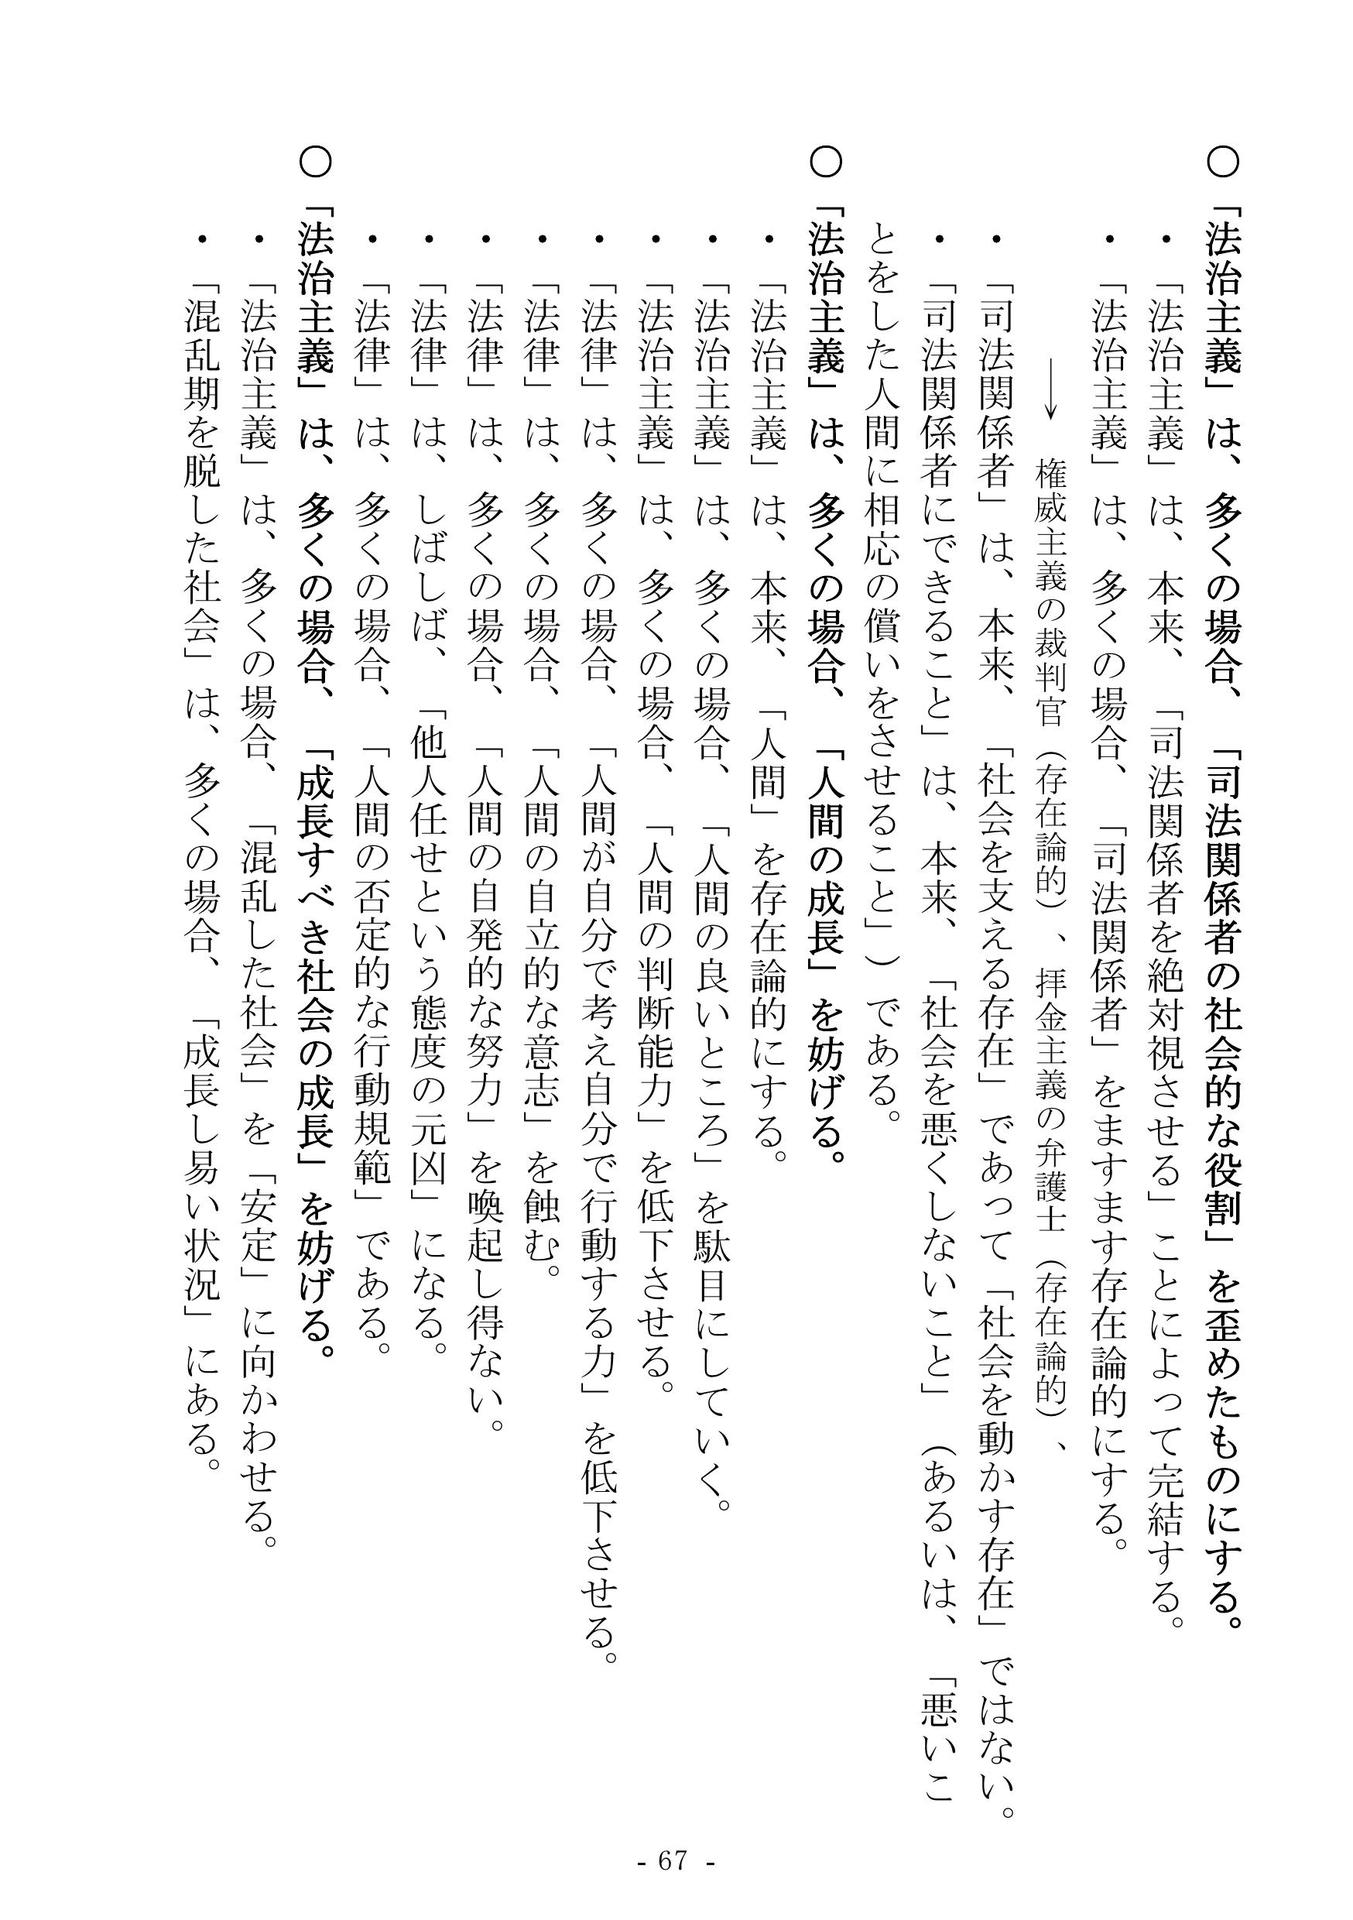 ○「法治主義」は、多くの場合、「司法関係者の社会的な役割」を歪めたものにする。
・「法治主義」は、本来、「司法関係者を絶対視させる」ことによって完結する。
・「法治主義」は、多くの場合、「司法関係者」をますます存在論的にする。
→ 権威主義の裁判官（存在論的）、拝金主義の弁護士（存在論的）、
・「司法関係者」は、本来、「社会を支える存在」であって「社会を動かす存在」ではない。
・「司法関係者にできること」は、本来、「社会を悪くしないこと」（あるいは、「悪いこ
とをした人間に相応の償いをさせること」）である。
○「法治主義」は、多くの場合、「人間の成長」を妨げる。
・「法治主義」は、本来、「人間」を存在論的にする。
・「法治主義」は、多くの場合、「人間の良いところ」を駄目にしていく。
・「法治主義」は、多くの場合、「人間の判断能力」を低下させる。
・「法律」は、多くの場合、「人間が自分で考え自分で行動する力」を低下させる。
・「法律」は、多くの場合、「人間の自立的な意志」を蝕む。
・「法律」は、多くの場合、「人間の自発的な努力」を喚起し得ない。
・「法律」は、しばしば、「他人任せという態度の元凶」になる。
・「法律」は、多くの場合、「人間の否定的な行動規範」である。
○「法治主義」は、多くの場合、「成長すべき社会の成長」を妨げる。
・「法治主義」は、多くの場合、「混乱した社会」を「安定」に向かわせる。
・「混乱期を脱した社会」は、多くの場合、「成長し易い状況」にある。
- 67 -